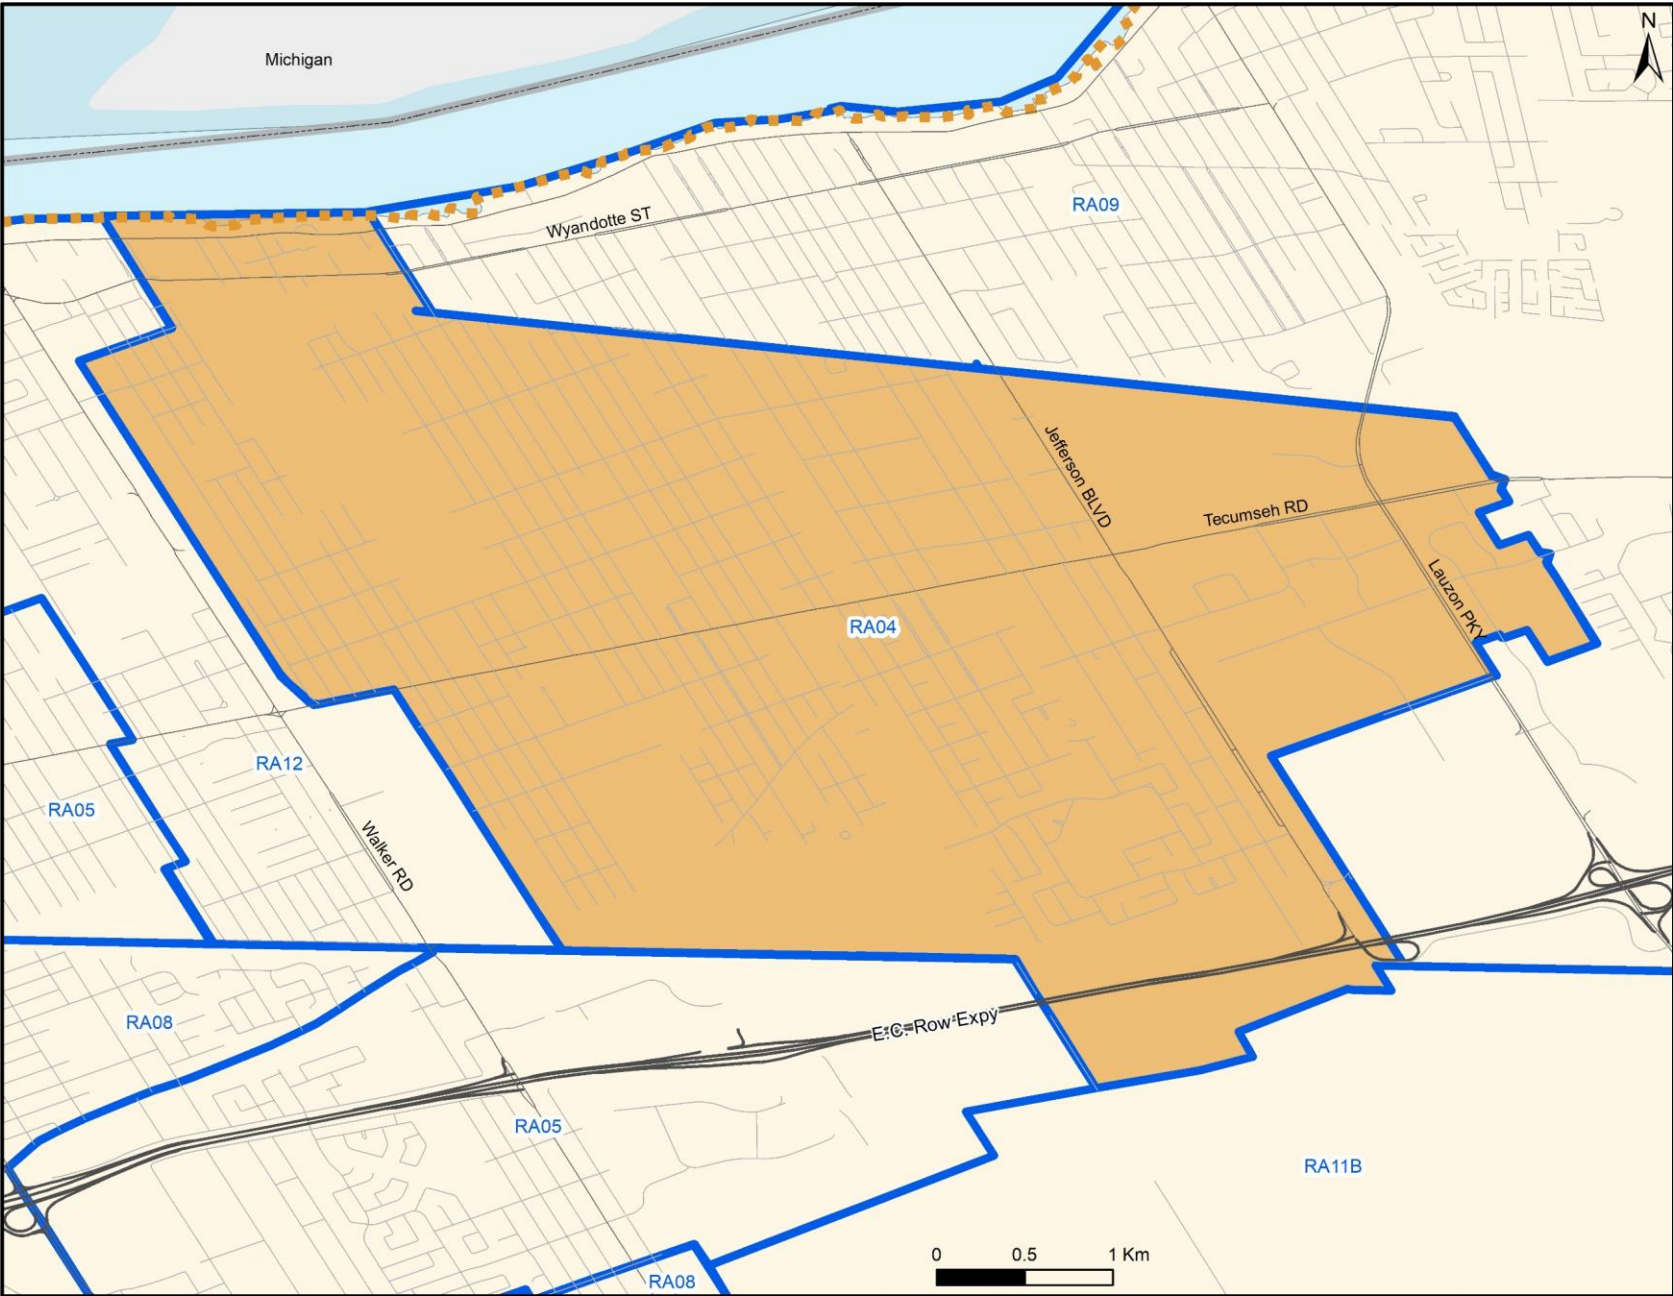 N
Michigan
RA09
Wyandotte ST
Jefferson BLVD
Tecumseh RD
Lauzon PKY
RA04
RA12
RA05
Walker RD
RA08
E.C. Row Expy
RA05
RA11B
0 0.5 1 Km
RA08